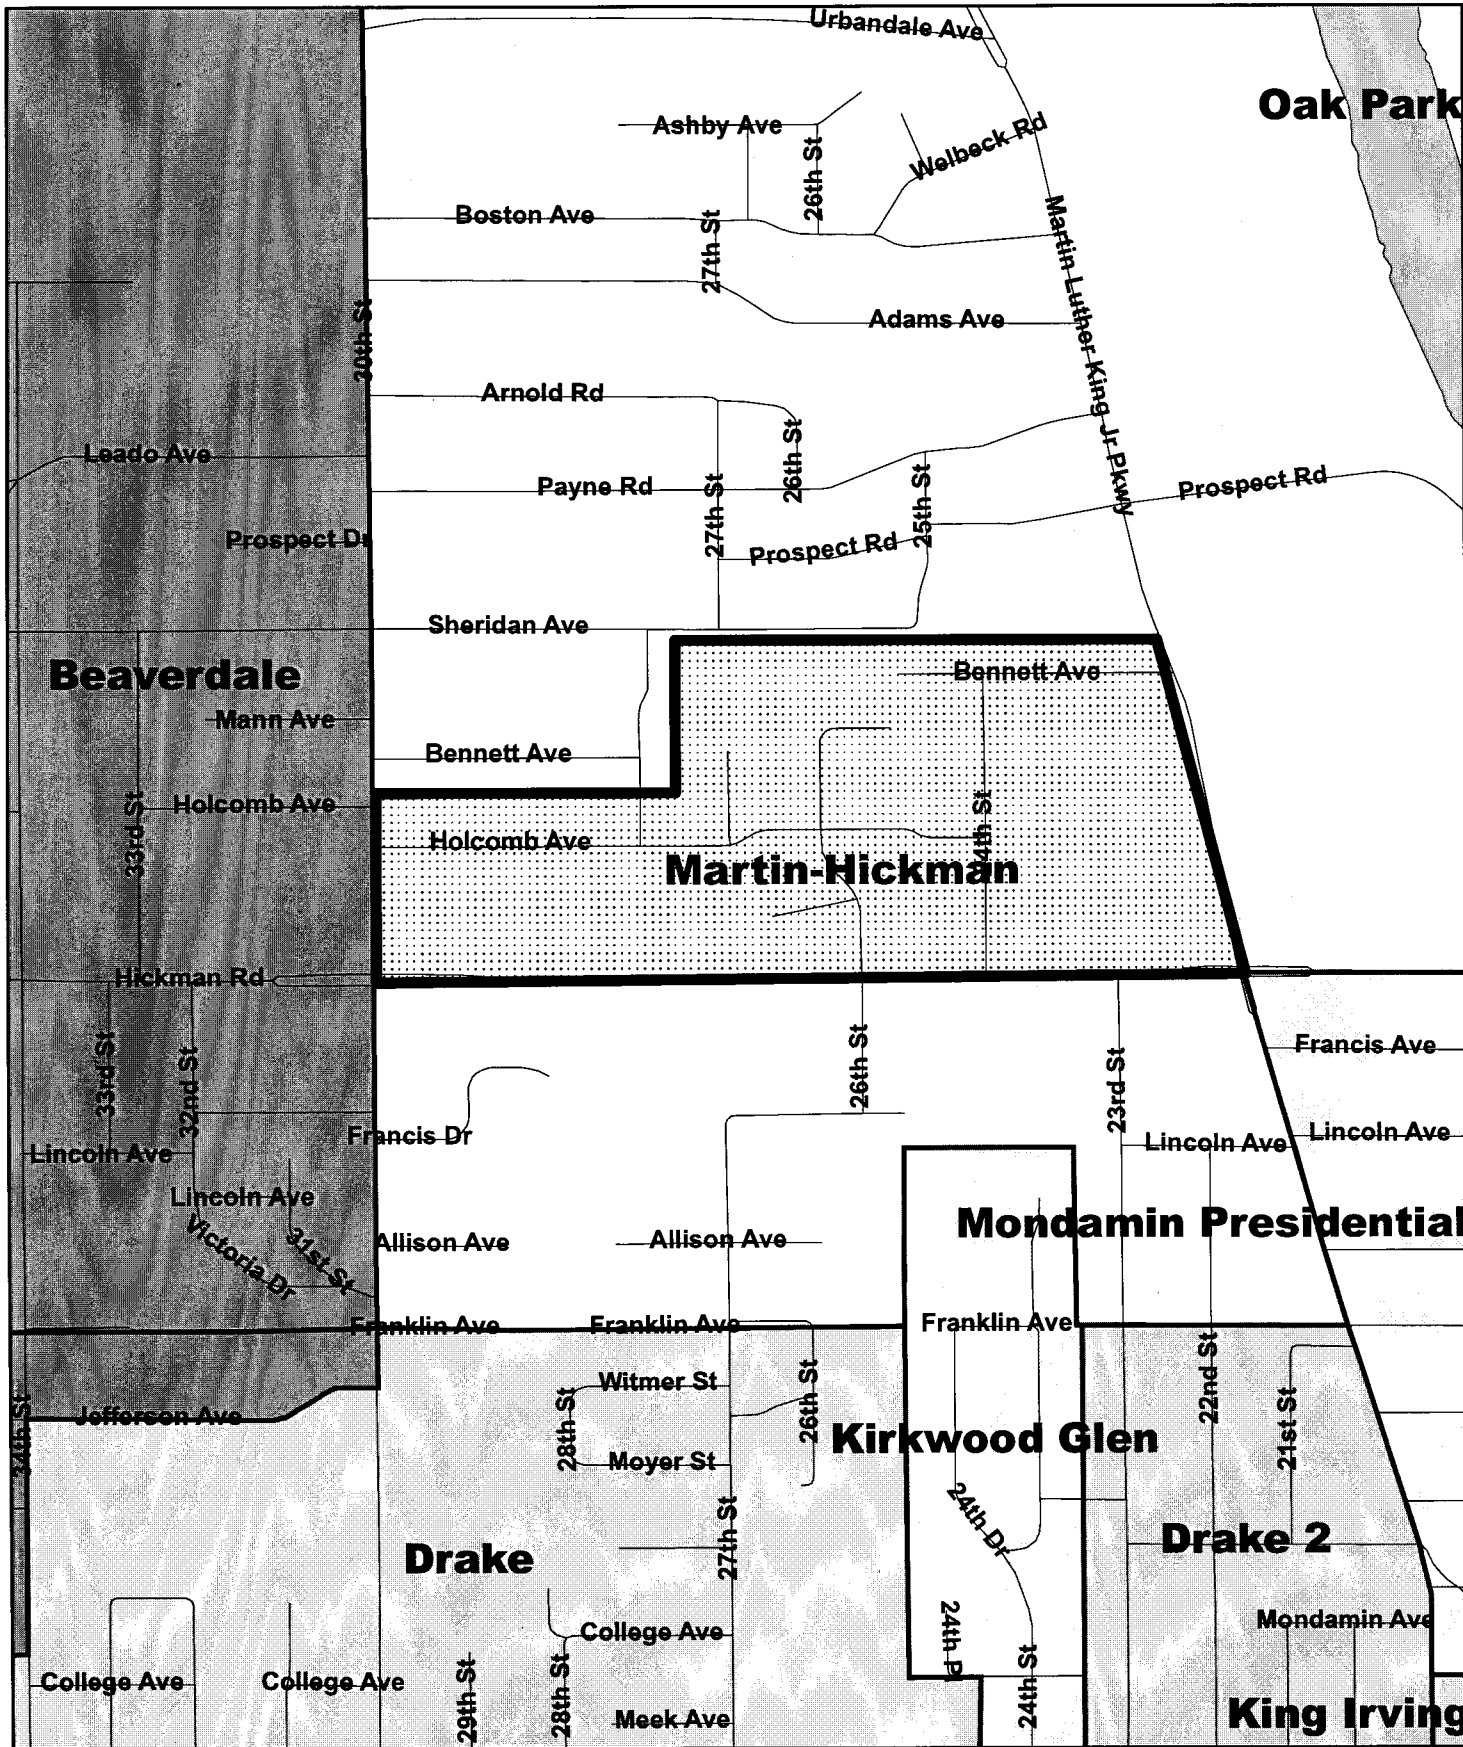 Urbandale Ave
Oak Park
Ashby Ave
Welbeck Rd
26th St
Boston Ave
27th St
Martin Luther King Jr Pkwy
Adams Ave
30th St
Arnold Rd
26th St
Leado Ave
Payne Rd
27th St
25th St
Prospect Rd
Prospect Dr
Prospect Rd
Sheridan Ave
Beaverdale
Bennett Ave
Mann Ave
Bennett Ave
33rd St
Holcomb Ave
Holcomb Ave
24th St
Martin-Hickman
Hickman Rd
33rd St
32nd St
26th St
23rd St
Francis Ave
Francis Dr
Lincoln Ave
Lincoln Ave
Lincoln Ave
Lincoln Ave
Victoria Dr
31st St
Allison Ave
Allison Ave
Mondamin Presidential
Franklin Ave
Franklin Ave
Franklin Ave
34th St
Jefferson Ave
Witmer St
28th St
26th St
22nd St
21st St
Moyer St
Kirkwood Glen
27th St
24th Dr
Drake
Drake 2
24th Pl
College Ave
Mondamin Ave
College Ave
College Ave
29th St
28th St
24th St
Meek Ave
King Irving